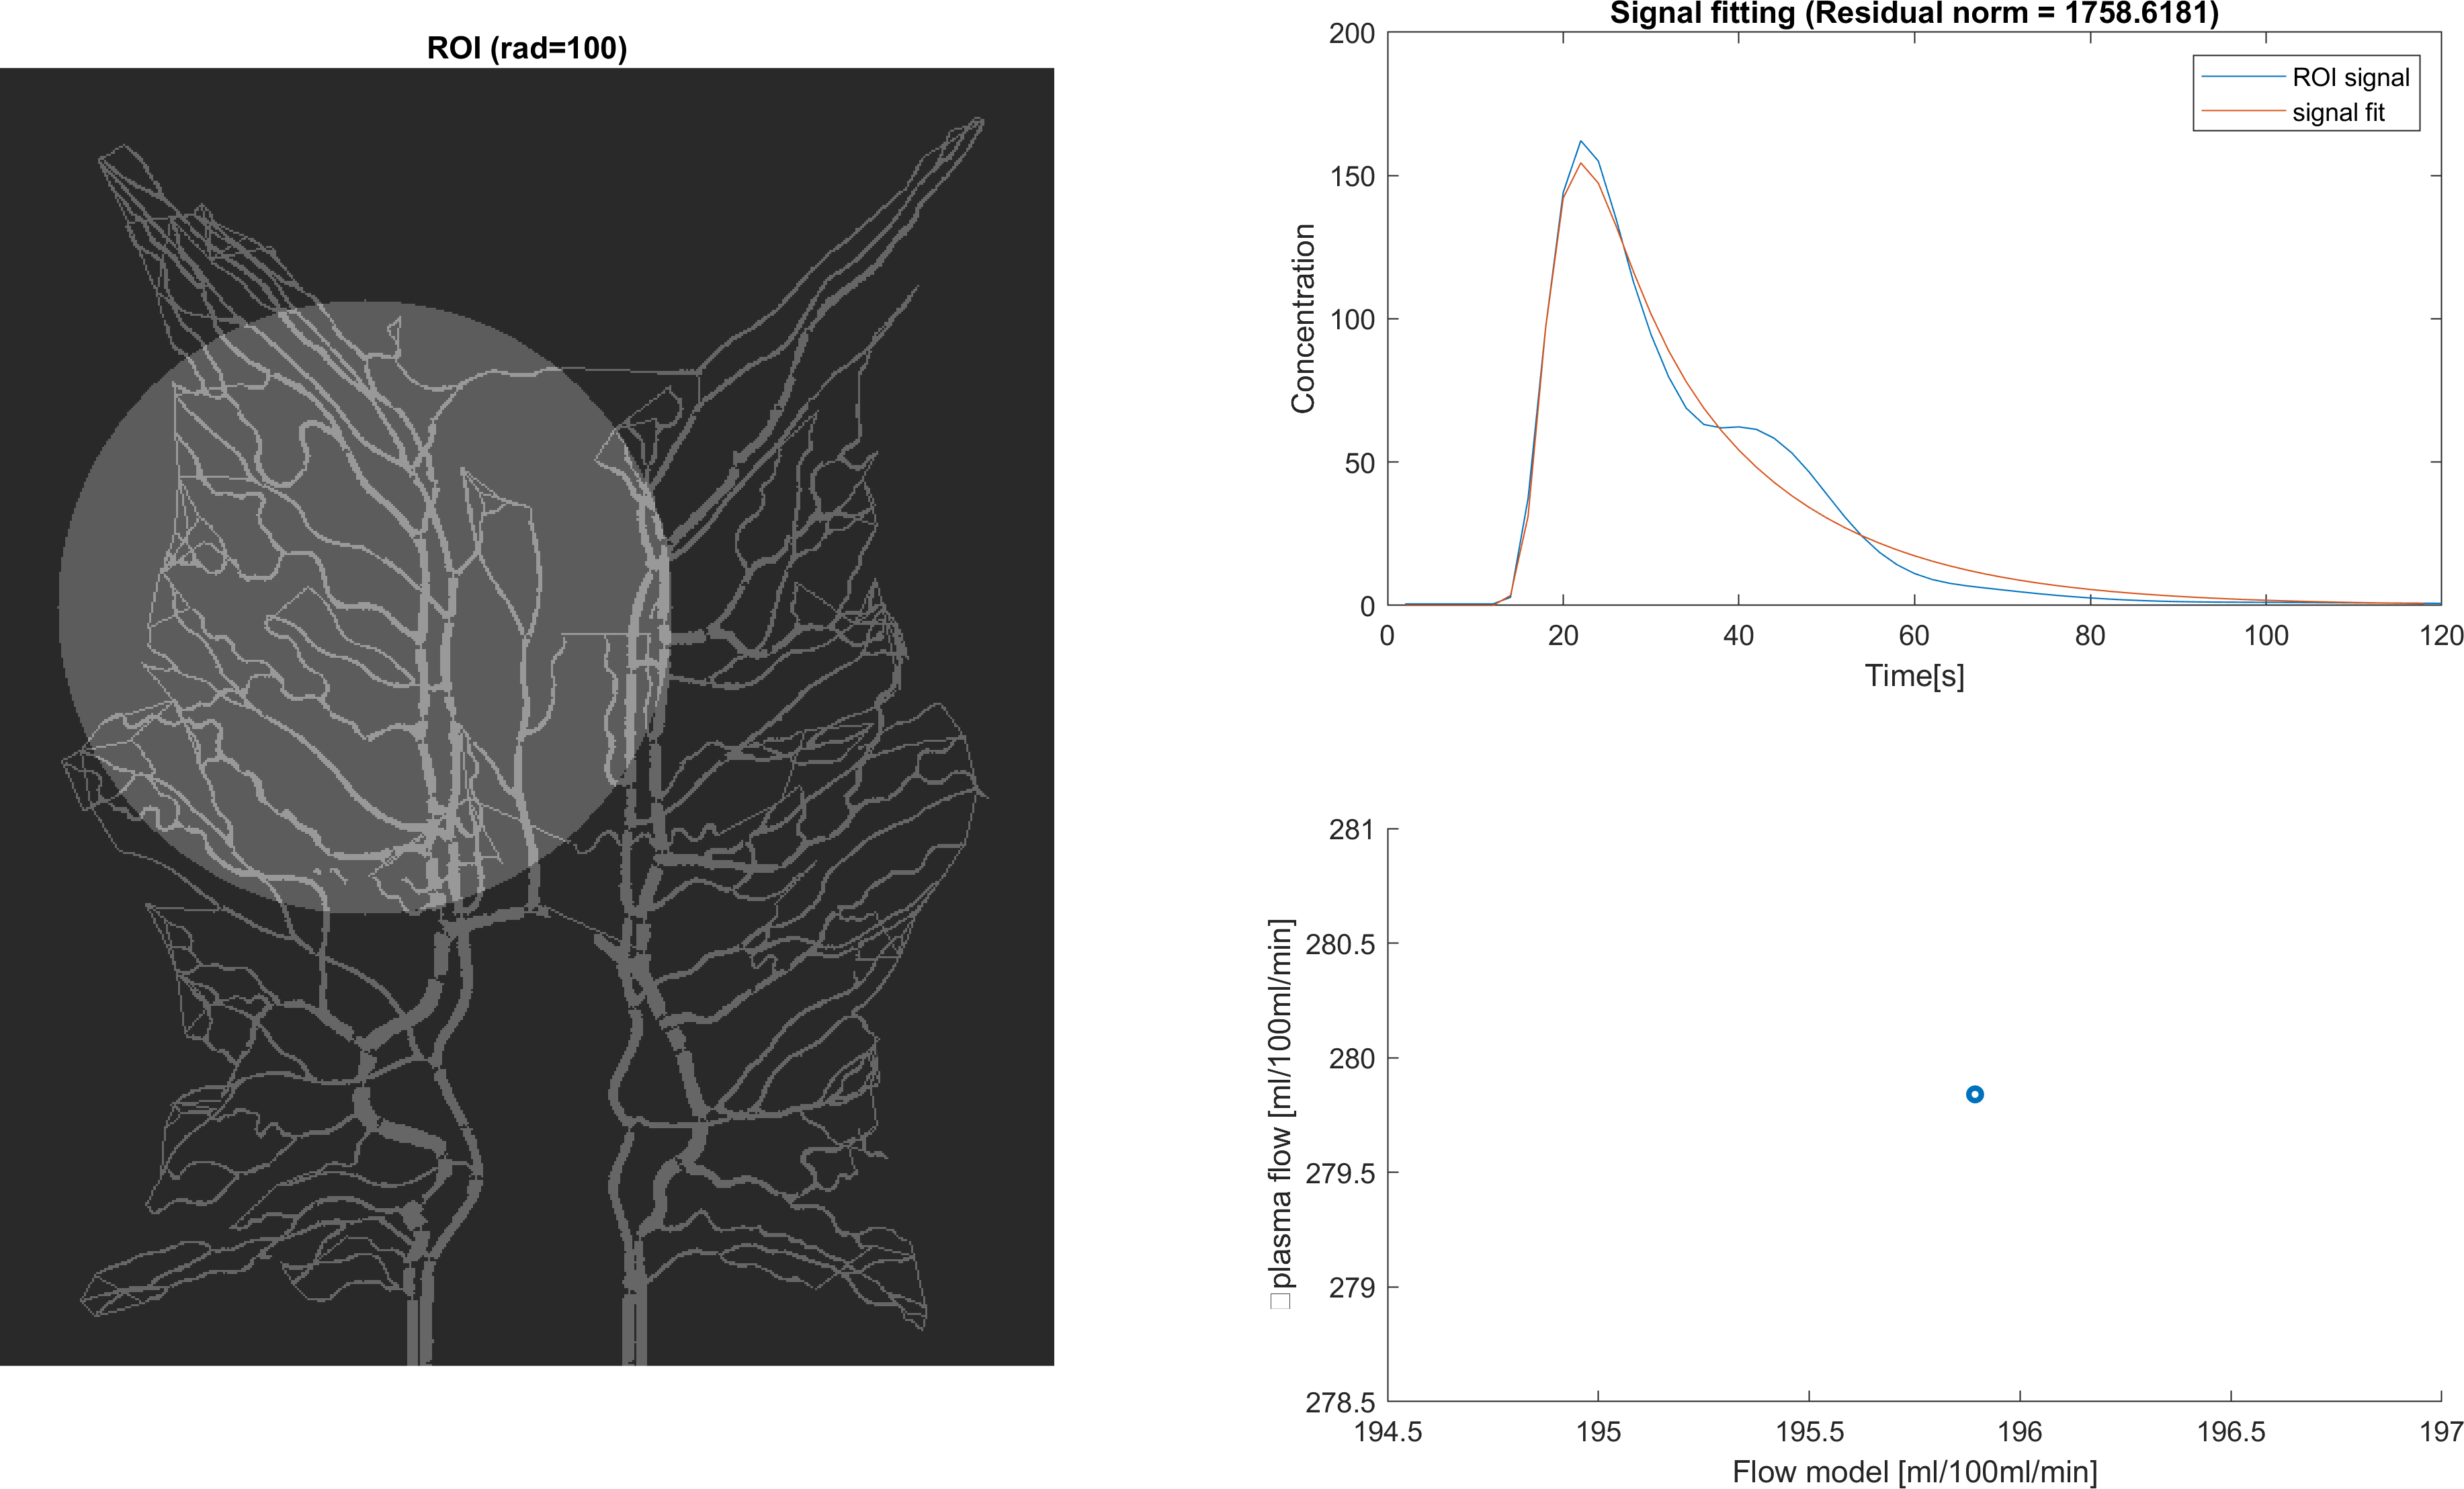 ROI (rad=100)
Signal fitting (Residual norm = 1758.6181)
200
150
100
50
0
Concentration
ROI signal
signal fit
0 20 40 60 80 100 120
Time[s]
281
280.5
280
279.5
279
278.5
□plasma flow [ml/100ml/min]
194.5 195 195.5 196 196.5 197
Flow model [ml/100ml/min]